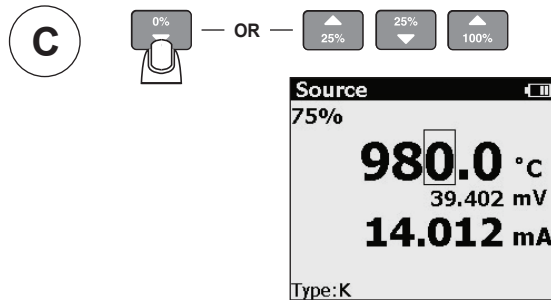 C
0%
OR
25%
25%
100%
Source
75%
980.0 °C
39.402 mV
14.012 mA
Type:K